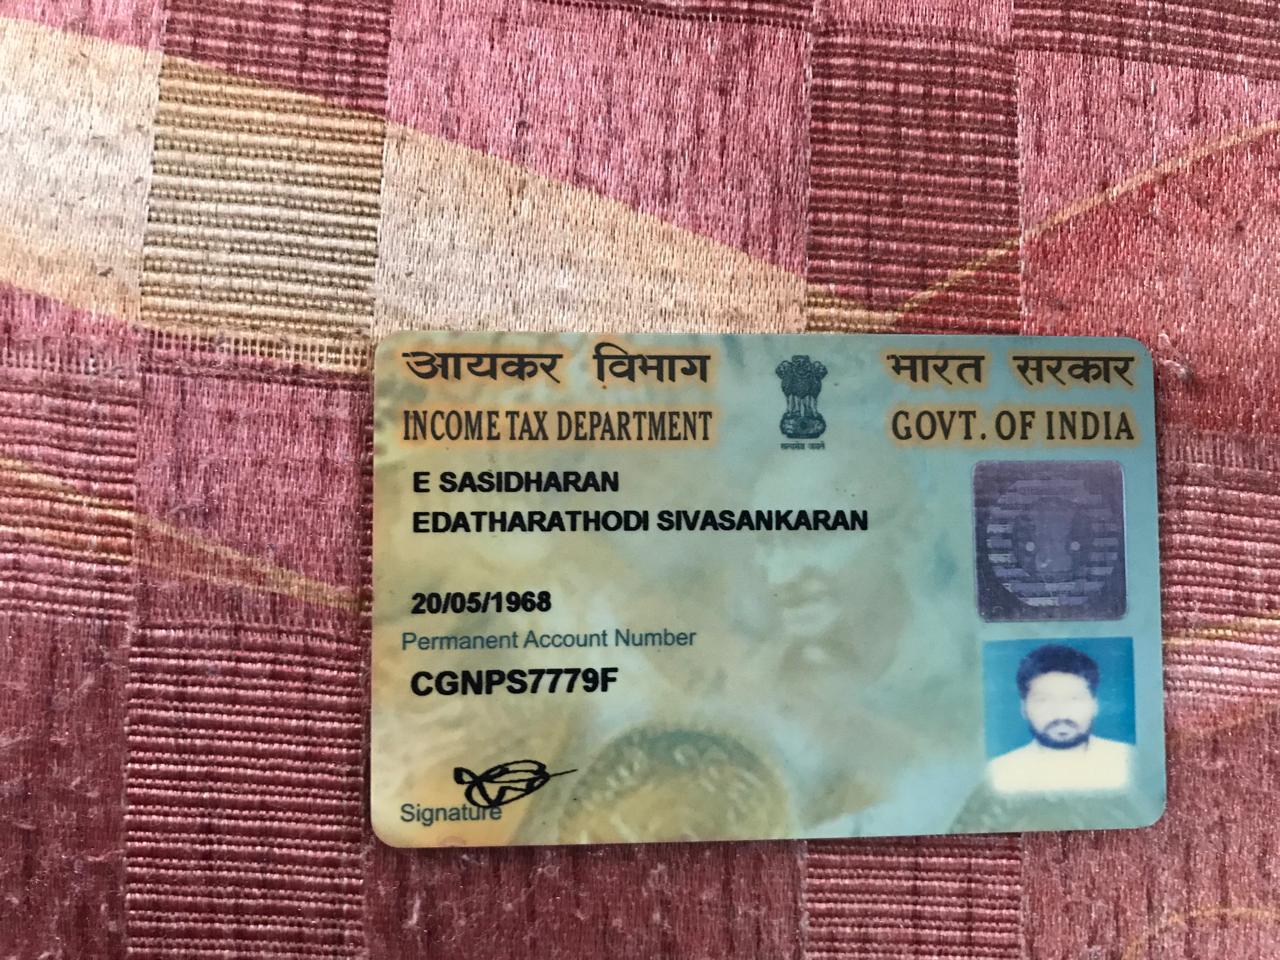 आयकर विभाग
INCOME TAX DEPARTMENT
भारत सरकार
GOVT. OF INDIA
सत्यमेव जयते
E SASIDHARAN
EDATHARATHODI SIVASANKARAN
20/05/1968
Permanent Account Number
CGNPS7779F
Signature